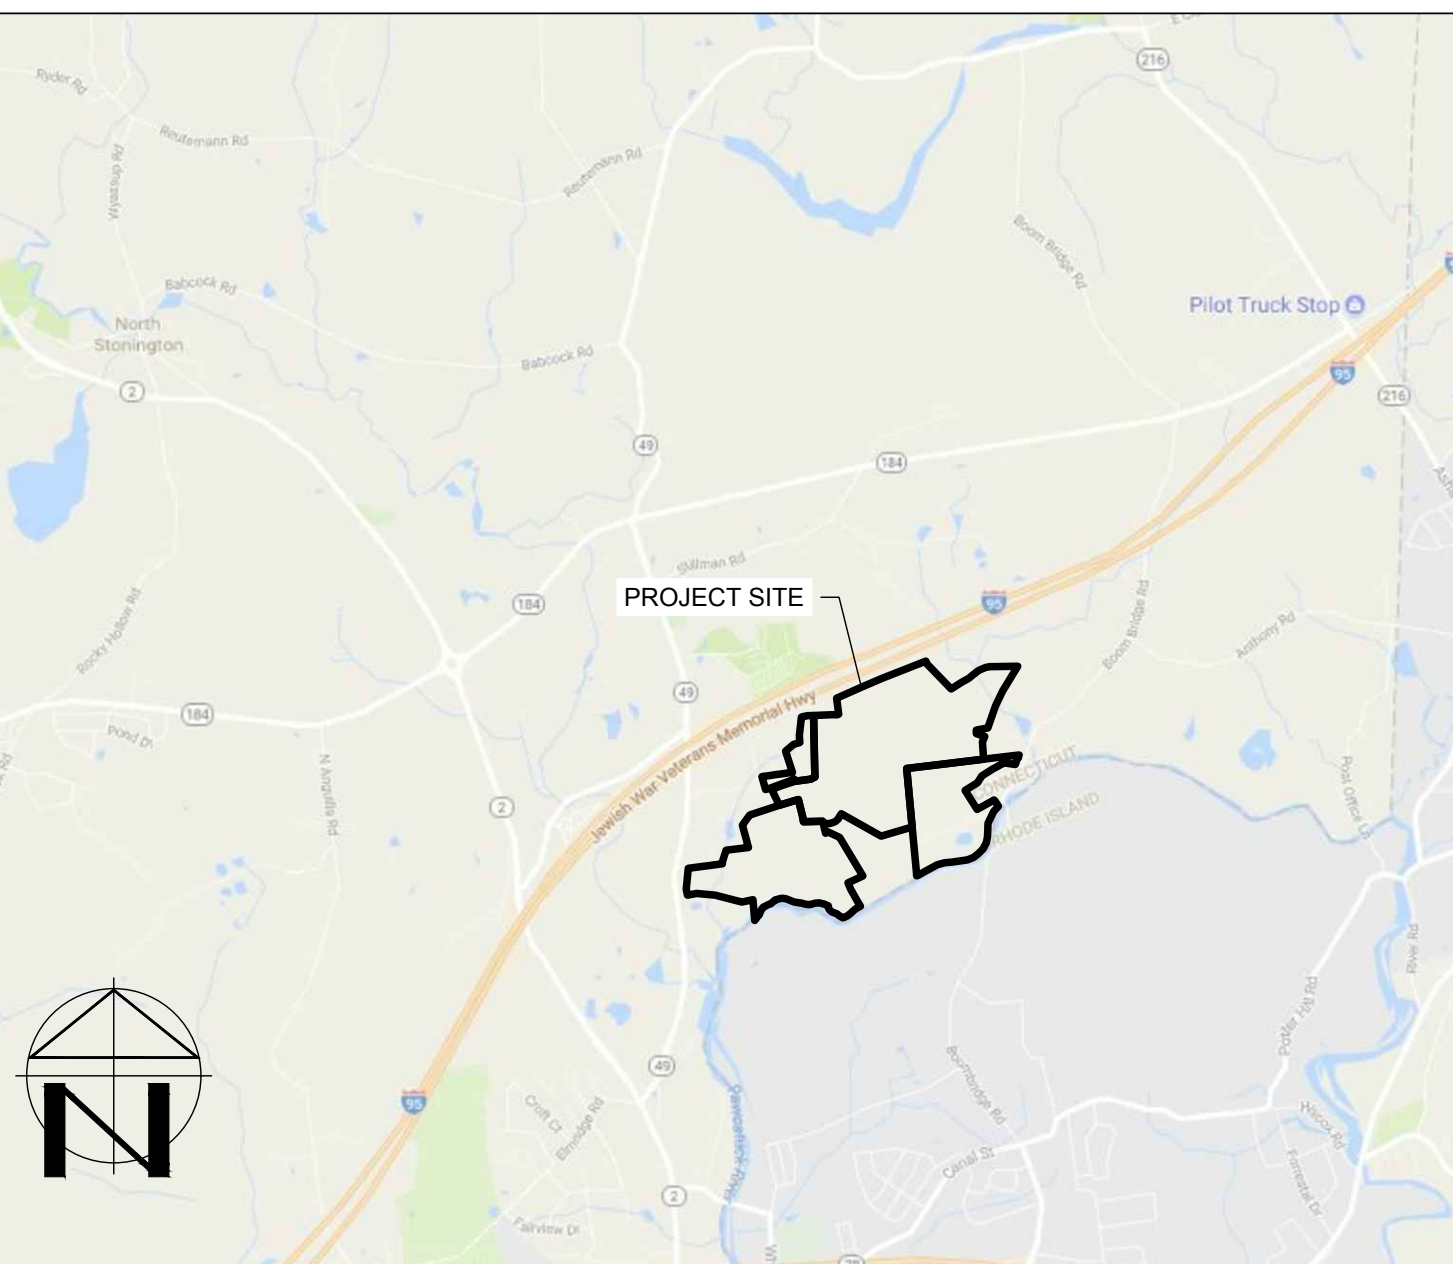 216
Ryder Rd
Reutemann Rd
Wyassup Rd
Reutemann Rd
Boom Bridge Rd
Babcock Rd
Pilot Truck Stop
North
Stonington
Babcock Rd
95
2
216
49
184
Stillman Rd
184
PROJECT SITE
95
Rocky Hollow Rd
Boom Bridge Rd
Anthony Rd
49
184
Jewish War Veterans Memorial Hwy
Pond Dr
N Anguilla Rd
CONNECTICUT
Post Office Ln
2
RHODE ISLAND
River Rd
Potter Hill Rd
49
Boombridge Rd
N
95
Croft Ct
Elmridge Rd
Pawcatuck River
Hiscox Rd
Canal St
Forrestal Dr
2
Fairview Dr
78